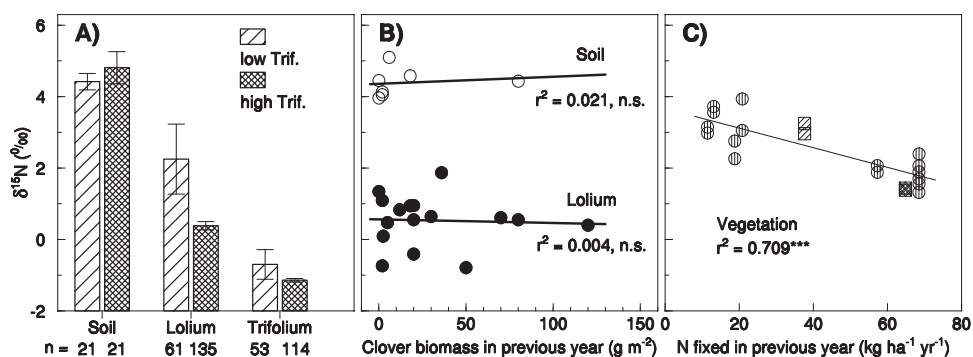 A)
low Trif.
high Trif.
δ¹⁵N (⁰/₀₀)
6
4
2
0
-2
Soil Lolium Trifolium
n = 21 21 61 135 53 114
B)
Soil
r² = 0.021, n.s.
Lolium
r² = 0.004, n.s.
0 50 100 150
Clover biomass in previous year (g m⁻²)
C)
Vegetation
r² = 0.709***
0 20 40 60 80
N fixed in previous year (kg ha⁻¹ yr⁻¹)